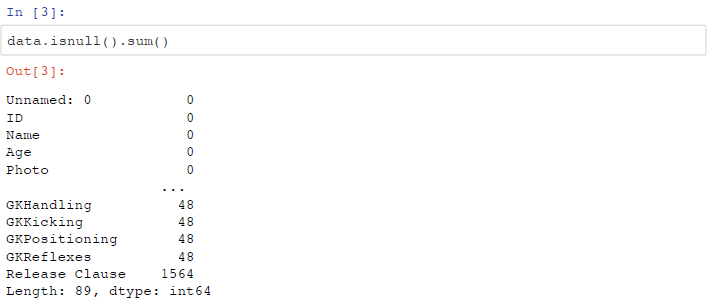 In [3]:
data.isnull().sum()
Out[3]:
Unnamed: 0 0
ID 0
Name 0
Age 0
Photo 0
...
GKHandling 48
GKKicking 48
GKPositioning 48
GKReflexes 48
Release Clause 1564
Length: 89, dtype: int64